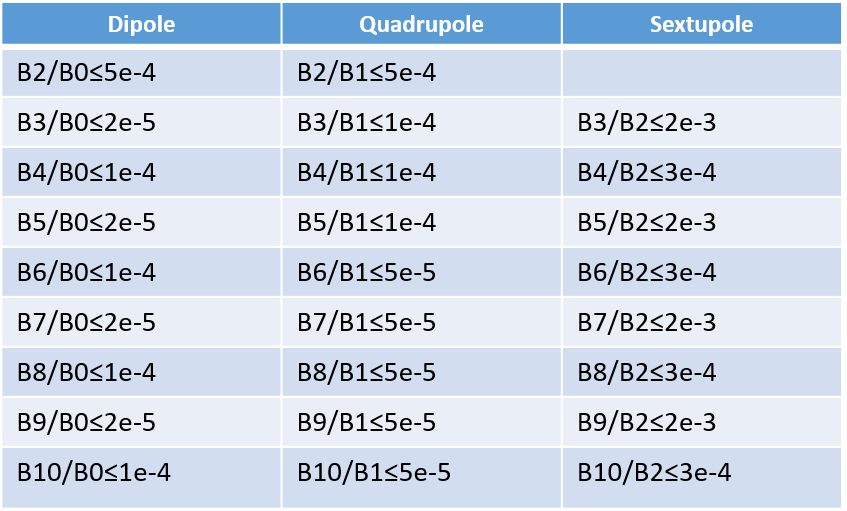 Dipole Quadrupole Sextupole
B2/B0≤5e-4 B2/B1≤5e-4
B3/B0≤2e-5 B3/B1≤1e-4 B3/B2≤2e-3
B4/B0≤1e-4 B4/B1≤1e-4 B4/B2≤3e-4
B5/B0≤2e-5 B5/B1≤1e-4 B5/B2≤2e-3
B6/B0≤1e-4 B6/B1≤5e-5 B6/B2≤3e-4
B7/B0≤2e-5 B7/B1≤5e-5 B7/B2≤2e-3
B8/B0≤1e-4 B8/B1≤5e-5 B8/B2≤3e-4
B9/B0≤2e-5 B9/B1≤5e-5 B9/B2≤2e-3
B10/B0≤1e-4 B10/B1≤5e-5 B10/B2≤3e-4